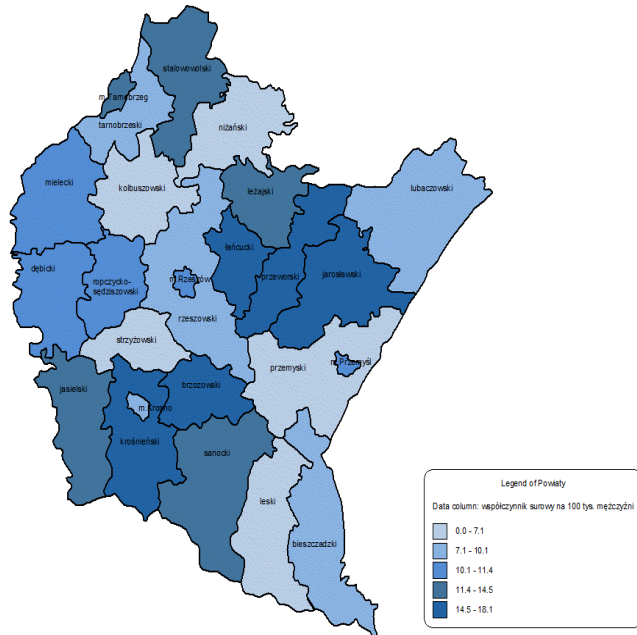 stalowowolski
m.Tarnobrzeg
tarnobrzeski
niżański
mielecki
kolbuszowski
leżajski
lubaczowski
łańcucki
dębicki
ropczycko-
sędziszowski
m.Rzeszów
przeworski
jarosławski
rzeszowski
strzyżowski
przemyski
m.Przemyśl
jasielski
brzozowski
m.Krosno
krośnieński
sanocki
leski
bieszczadzki
Legend of Powiaty
Data column: współczynnik surowy na 100 tys. mężczyźni
0.0 - 7.1
7.1 - 10.1
10.1 - 11.4
11.4 - 14.5
14.5 - 18.1